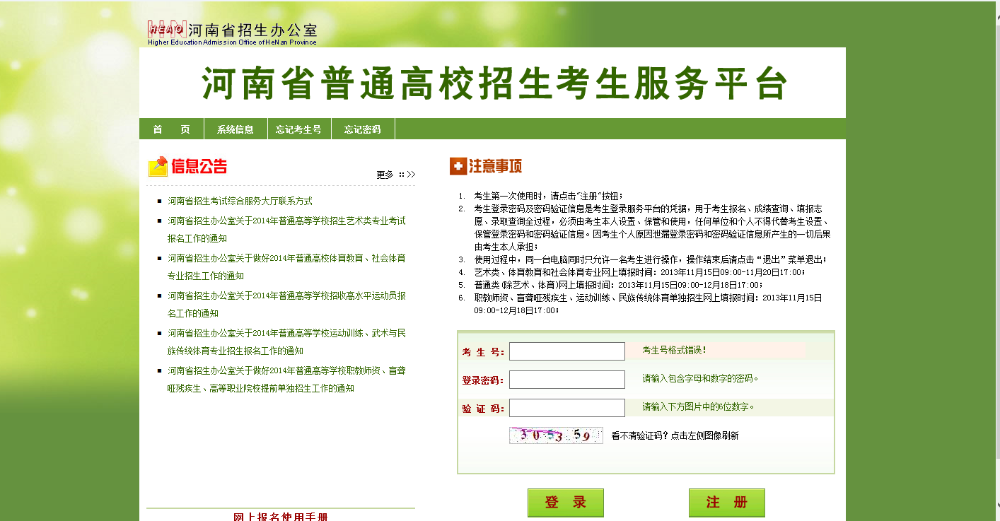 HEAO 河南省招生办公室
Higher Education Admission Office of HeNan Province
河南省普通高校招生考生服务平台
首 页 系统信息 忘记考生号 忘记密码
信息公告
更多 :: >>
河南省招生考试综合服务大厅联系方式
河南省招生办公室关于2014年普通高等学校招生艺术类专业考试
报名工作的通知
河南省招生办公室关于做好2014年普通高校体育教育、社会体育
专业招生工作的通知
河南省招生办公室关于2014年普通高等学校招收高水平运动员报
名工作的通知
河南省招生办公室关于2014年普通高等学校运动训练、武术与民
族传统体育专业招生报名工作的通知
河南省招生办公室关于做好2014年普通高等学校职教师资、盲聋
哑残疾生、高等职业院校提前单独招生工作的通知
网上报名使用手册
注意事项
1. 考生第一次使用时，请点击"注册"按钮；
2. 考生登录密码及密码验证信息是考生登录服务平台的凭据，用于考生报名、成绩查询、填报志
愿、录取查询全过程，必须由考生本人设置、保管和使用，任何单位和个人不得代替考生设置、
保管登录密码和密码验证信息。因考生个人原因泄漏登录密码和密码验证信息所产生的一切后果
由考生本人承担；
3. 使用过程中，同一台电脑同时只允许一名考生进行操作，操作结束后请点击“退出”菜单退出；
4. 艺术类、体育教育和社会体育专业网上填报时间：2013年11月15日09:00-11月20日17:00；
5. 普通类(除艺术、体育)网上填报时间：2013年11月15日09:00-12月18日17:00；
6. 职教师资、盲聋哑残疾生、运动训练、民族传统体育单独招生网上填报时间：2013年11月15日
09:00-12月18日17:00；
考 生 号： 考生号格式错误！
登录密码： 请输入包含字母和数字的密码。
验 证 码： 请输入下方图片中的6位数字。
305359 看不清验证码？点击左侧图像刷新
登 录 注 册